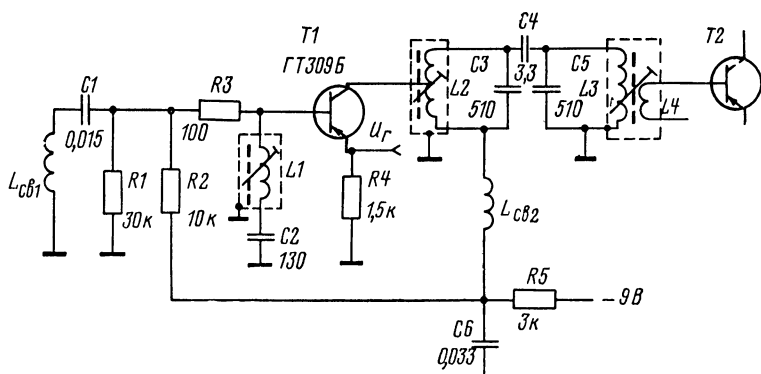 T1
ГТ309Б
C4
3,3
T2
C1
0,015
R3
100
L2
C3
510
C5
510
L3
L4
Uг
Lсв1
R1
30к
R2
10к
L1
C2
130
R4
1,5к
Lсв2
R5
3к
−9В
C6
0,033